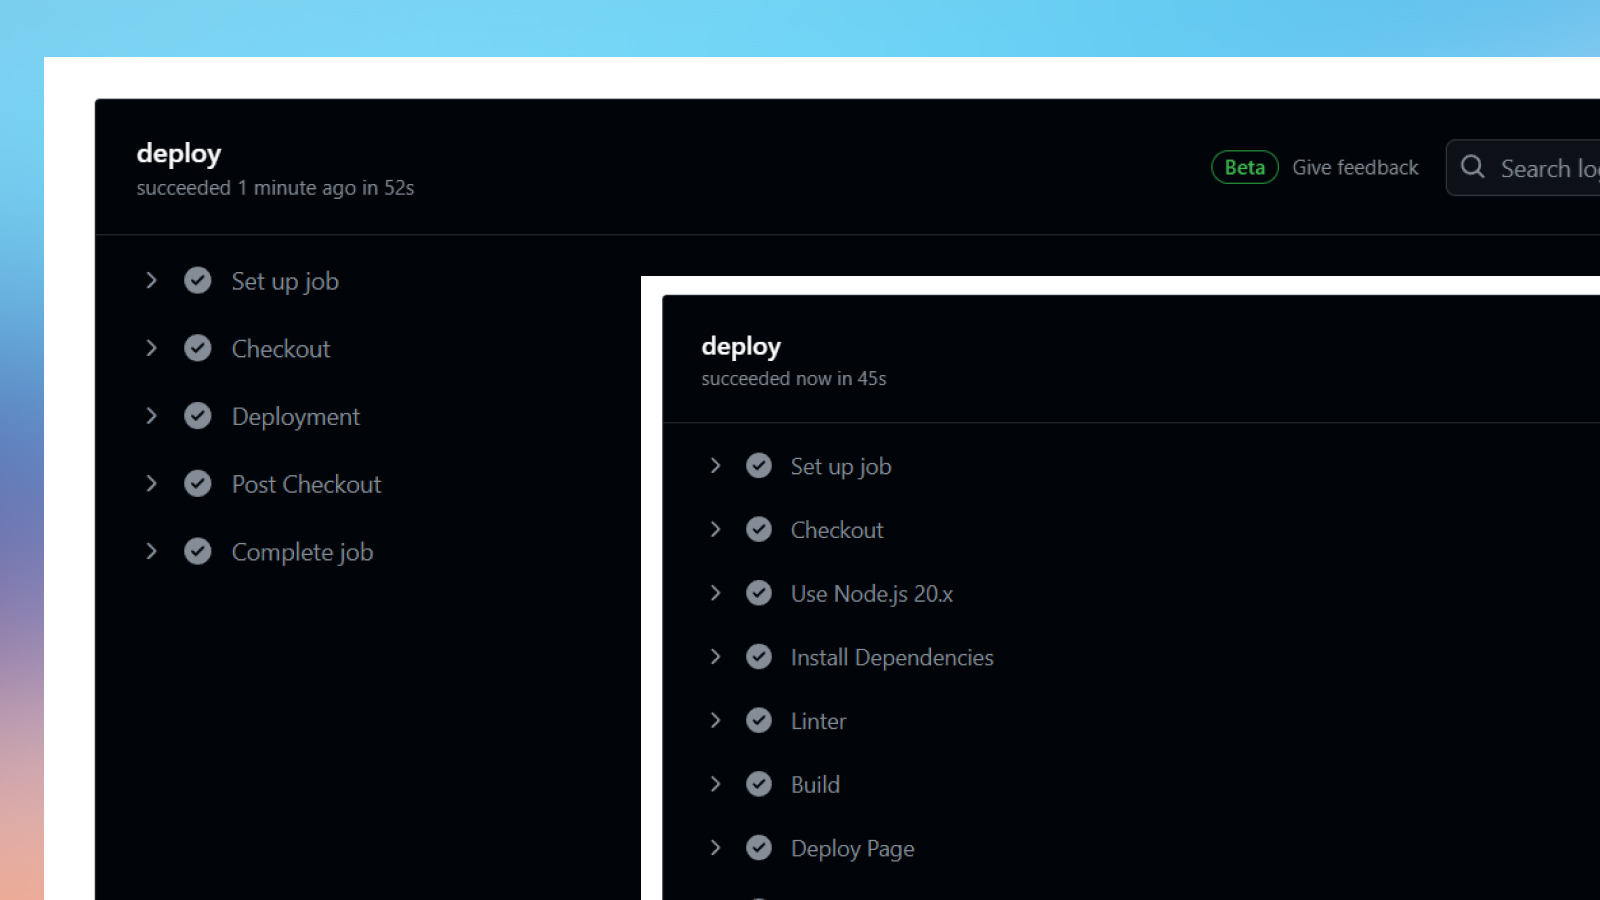 deploy
succeeded 1 minute ago in 52s
Beta
Give feedback
Search
Set up job
Checkout
Deployment
Post Checkout
Complete job
deploy
succeeded now in 45s
Set up job
Checkout
Use Node.js 20.x
Install Dependencies
Linter
Build
Deploy Page